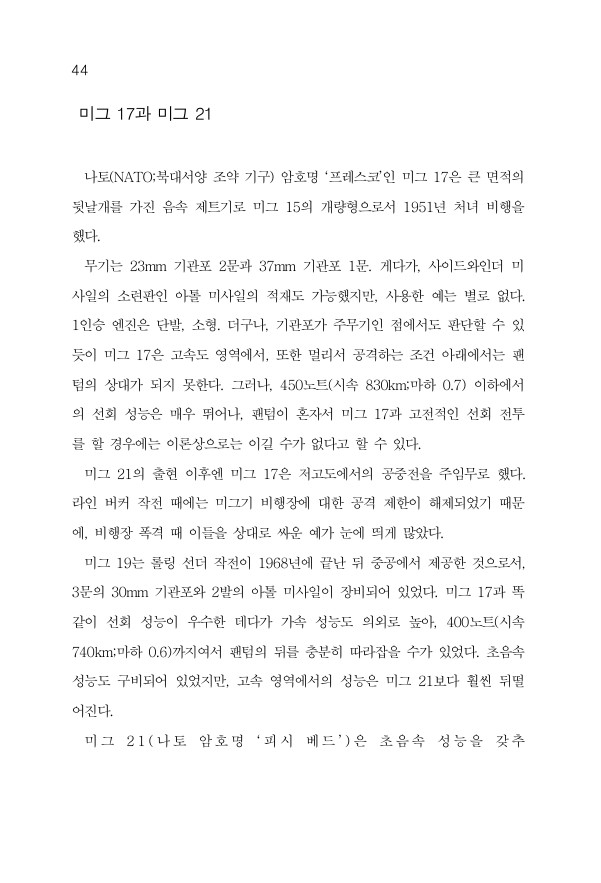 44
미그 17과 미그 21
나토(NATO;북대서양 조약 기구) 암호명 ‘프레스코’인 미그 17은 큰 면적의
뒷날개를 가진 음속 제트기로 미그 15의 개량형으로서 1951년 처녀 비행을
했다.
무기는 23mm 기관포 2문과 37mm 기관포 1문. 게다가, 사이드와인더 미
사일의 소련판인 아톨 미사일의 적재도 가능했지만, 사용한 예는 별로 없다.
1인승 엔진은 단발, 소형. 더구나, 기관포가 주무기인 점에서도 판단할 수 있
듯이 미그 17은 고속도 영역에서, 또한 멀리서 공격하는 조건 아래에서는 팬
텀의 상대가 되지 못한다. 그러나, 450노트(시속 830km;마하 0.7) 이하에서
의 선회 성능은 매우 뛰어나, 팬텀이 혼자서 미그 17과 고전적인 선회 전투
를 할 경우에는 이론상으로는 이길 수가 없다고 할 수 있다.
미그 21의 출현 이후엔 미그 17은 저고도에서의 공중전을 주임무로 했다.
라인 버커 작전 때에는 미그기 비행장에 대한 공격 제한이 해제되었기 때문
에, 비행장 폭격 때 이들을 상대로 싸운 예가 눈에 띄게 많았다.
미그 19는 롤링 선더 작전이 1968년에 끝난 뒤 중공에서 제공한 것으로서,
3문의 30mm 기관포와 2발의 아톨 미사일이 장비되어 있었다. 미그 17과 똑
같이 선회 성능이 우수한 데다가 가속 성능도 의외로 높아, 400노트(시속
740km;마하 0.6)까지여서 팬텀의 뒤를 충분히 따라잡을 수가 있었다. 초음속
성능도 구비되어 있었지만, 고속 영역에서의 성능은 미그 21보다 훨씬 뒤떨
어진다.
미그 21(나토 암호명 ‘피시 베드’)은 초음속 성능을 갖추